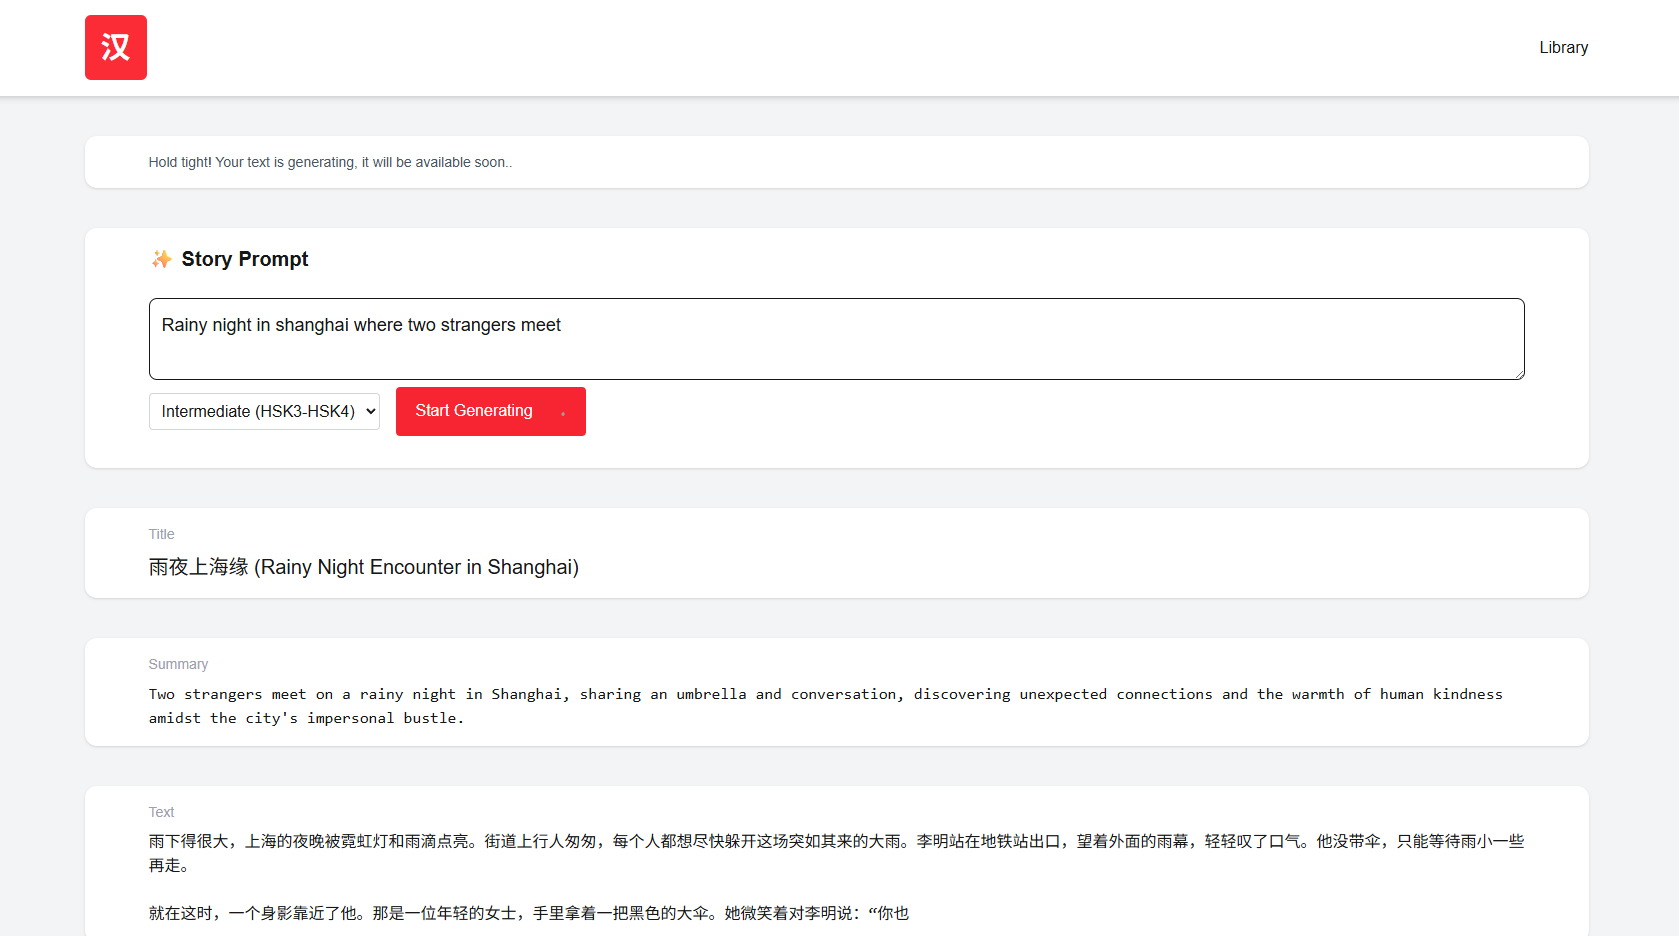 汉
Library
Hold tight! Your text is generating, it will be available soon..
✨ Story Prompt
Rainy night in shanghai where two strangers meet
Intermediate (HSK3-HSK4)
Start Generating
Title
雨夜上海缘 (Rainy Night Encounter in Shanghai)
Summary
Two strangers meet on a rainy night in Shanghai, sharing an umbrella and conversation, discovering unexpected connections and the warmth of human kindness
amidst the city's impersonal bustle.
Text
雨下得很大，上海的夜晚被霓虹灯和雨滴点亮。街道上行人匆匆，每个人都想尽快躲开这场突如其来的大雨。李明站在地铁站出口，望着外面的雨幕，轻轻叹了口气。他没带伞，只能等待雨小一些
再走。
就在这时，一个身影靠近了他。那是一位年轻的女士，手里拿着一把黑色的大伞。她微笑着对李明说：“你也